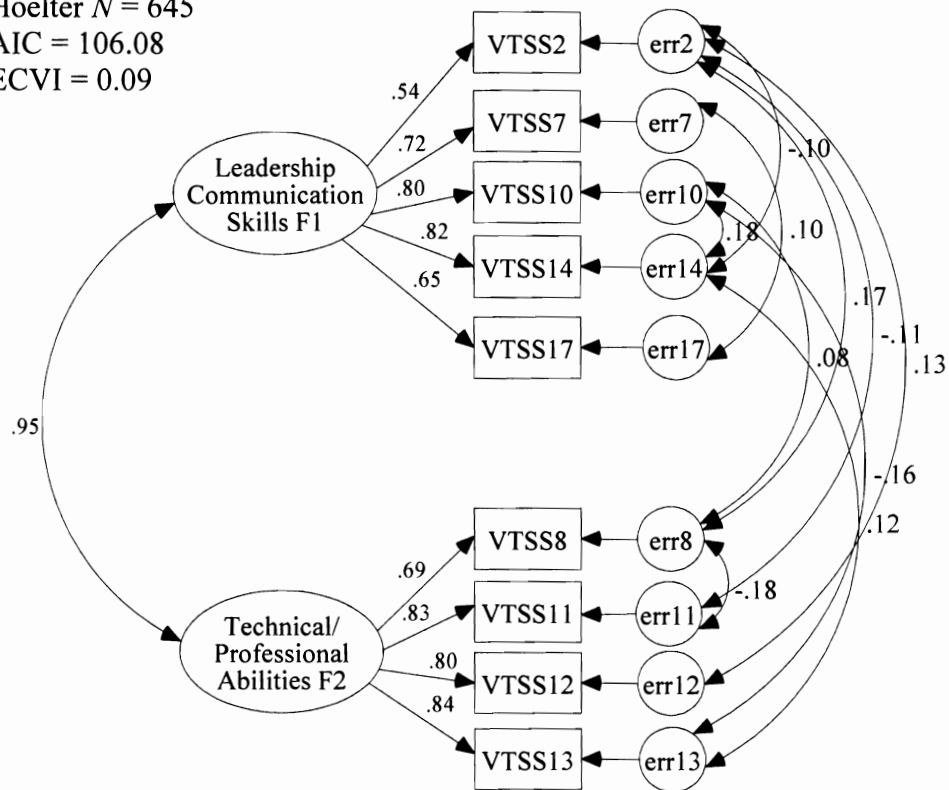 Hoelter N = 645
AIC = 106.08
ECVI = 0.09
VTSS2
err2
.54
VTSS7
err7
.72
-.10
Leadership
Communication
Skills F1
.80
VTSS10
err10
.82
.18
.10
VTSS14
err14
.65
.17
-.11
VTSS17
err17
.08
.13
.95
-.16
.12
VTSS8
err8
.69
-.18
.83
VTSS11
err11
Technical/
Professional
Abilities F2
.80
VTSS12
err12
.84
VTSS13
err13